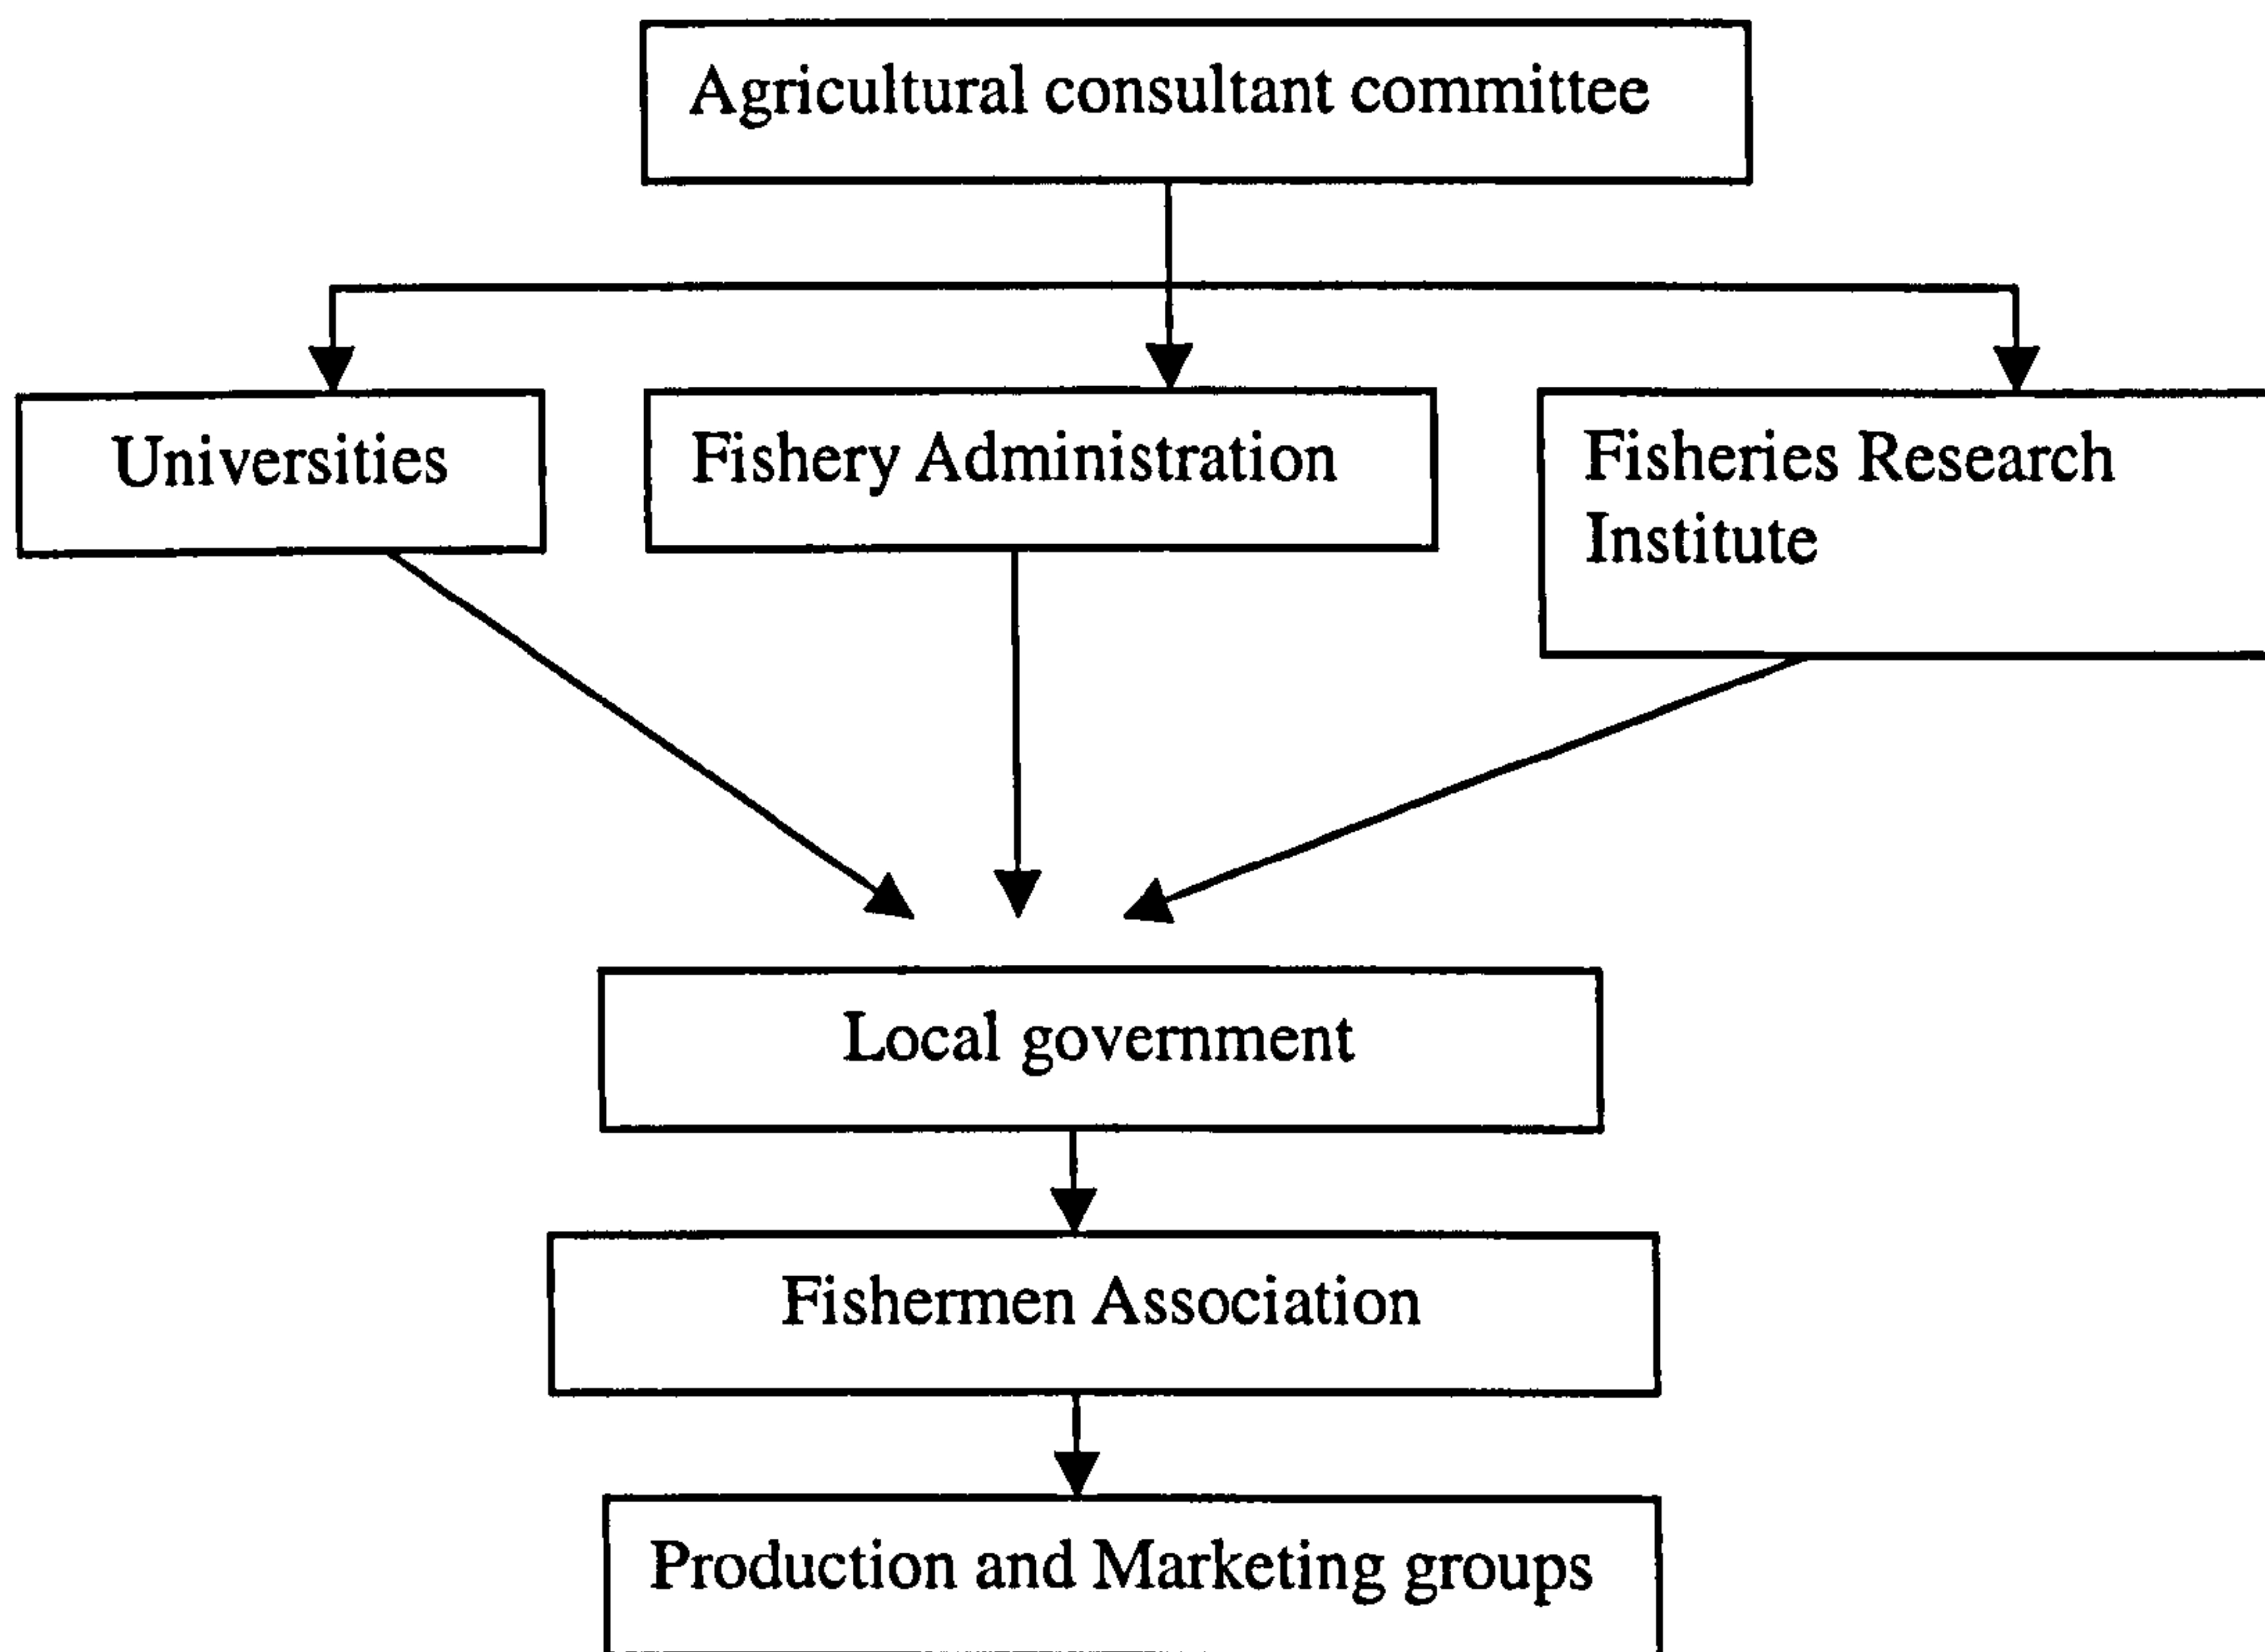 Agricultural consultant committee
Universities
Fishery Administration
Fisheries Research
Institute
Local government
Fishermen Association
Production and Marketing groups